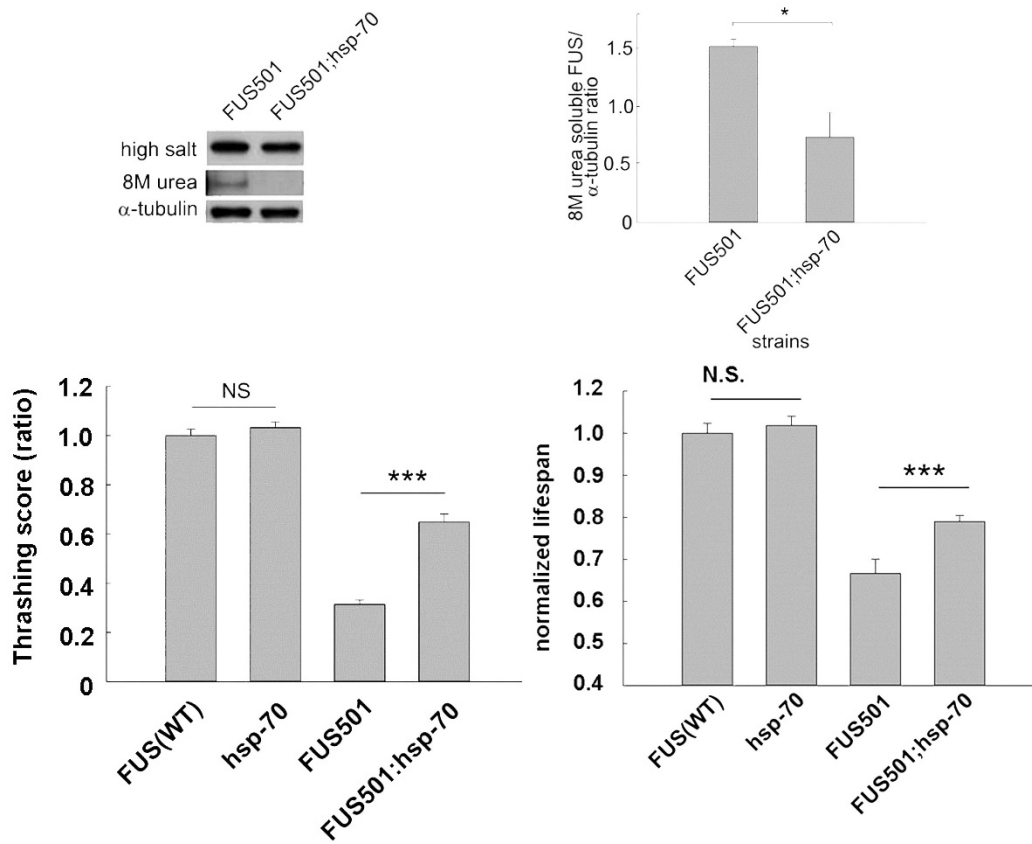 FUS501
FUS501;hsp-70
high salt
8M urea
α-tubulin
*
8M urea soluble FUS/
α-tubulin ratio
1.5
1.0
0.5
0
FUS501
FUS501;hsp-70
strains
Thrashing score (ratio)
1.2
1.0
0.8
0.6
0.4
0.2
0
NS
***
FUS(WT)
hsp-70
FUS501
FUS501:hsp-70
normalized lifespan
1.2
1.0
0.9
0.8
0.7
0.6
0.5
0.4
N.S.
***
FUS(WT)
hsp-70
FUS501
FUS501;hsp-70